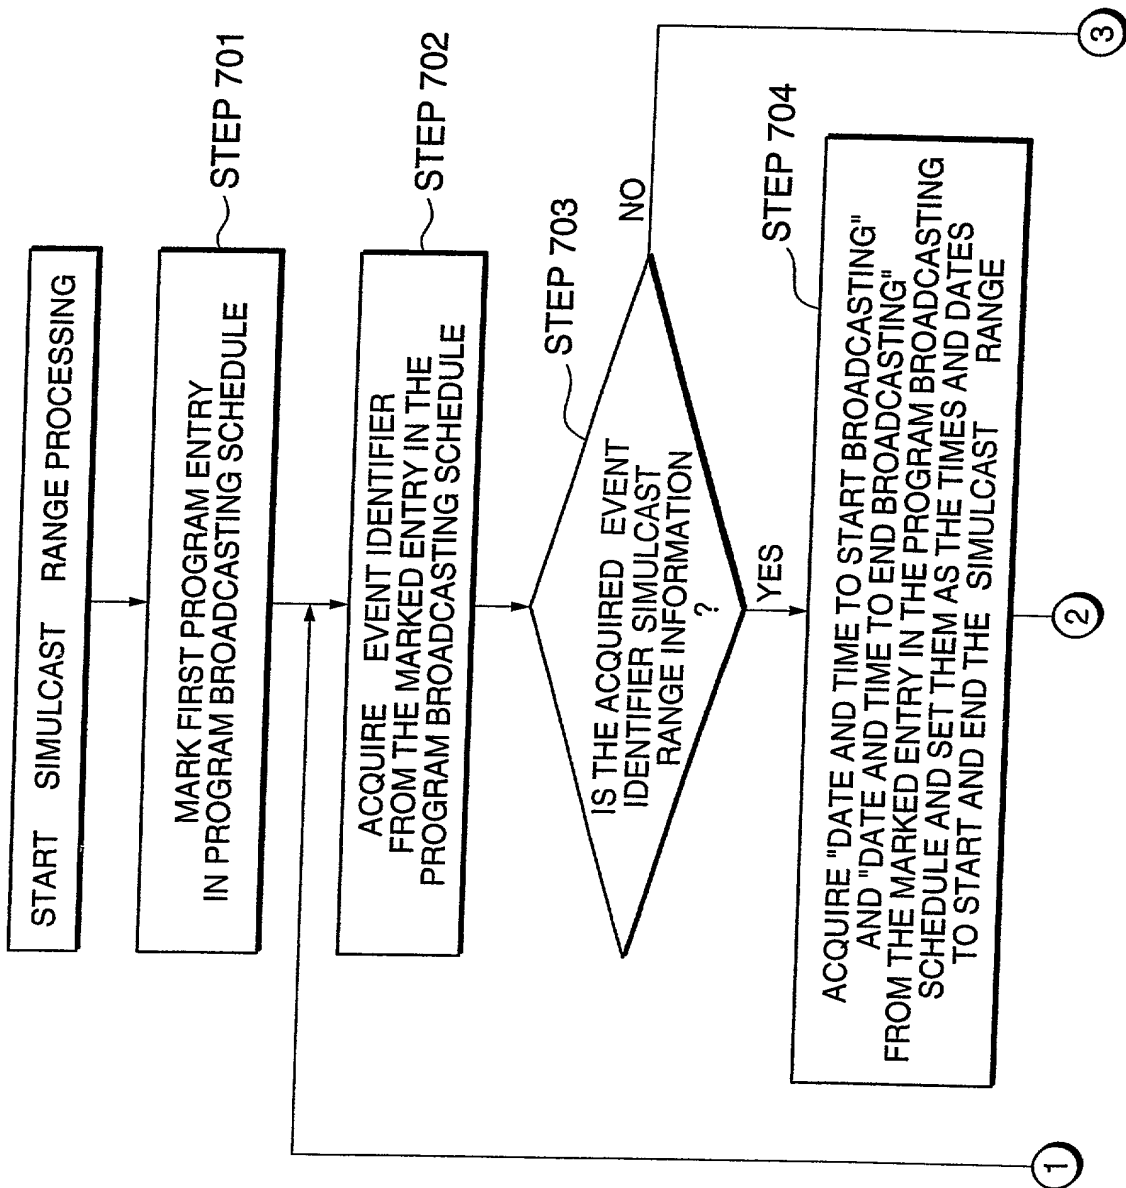 START SIMULCAST RANGE PROCESSING
STEP 701
MARK FIRST PROGRAM ENTRY
IN PROGRAM BROADCASTING SCHEDULE
STEP 702
ACQUIRE EVENT IDENTIFIER
FROM THE MARKED ENTRY IN THE
PROGRAM BROADCASTING SCHEDULE
STEP 703
IS THE ACQUIRED EVENT
IDENTIFIER SIMULCAST
RANGE INFORMATION
?
NO
YES
STEP 704
ACQUIRE "DATE AND TIME TO START BROADCASTING"
AND "DATE AND TIME TO END BROADCASTING"
FROM THE MARKED ENTRY IN THE PROGRAM BROADCASTING
SCHEDULE AND SET THEM AS THE TIMES AND DATES
TO START AND END THE SIMULCAST RANGE
1
2
3